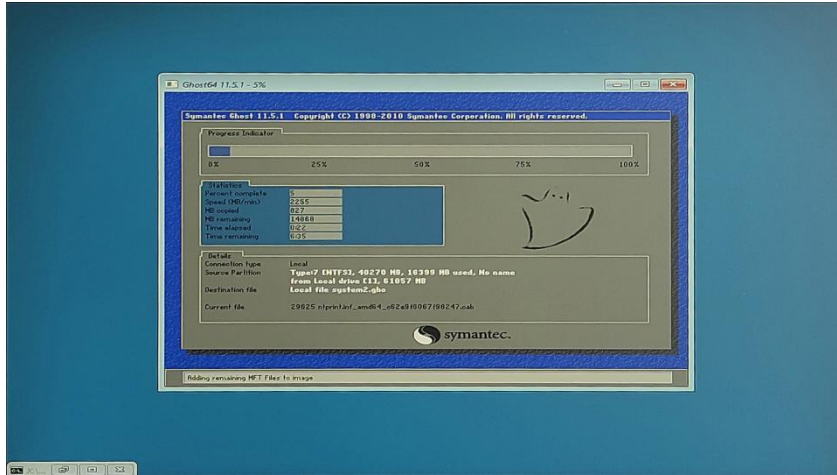 Ghost64 11.5.1 - 5%
Symantec Ghost 11.5.1 Copyright (C) 1998-2010 Symantec Corporation. All rights reserved.
Progress Indicator
0% 25% 50% 75% 100%
Statistics
Percent complete 5
Speed (MB/min) 2255
MB copied 827
MB remaining 14868
Time elapsed 0:22
Time remaining 6:35
Details
Connection type Local
Source Partition Type:7 [NTFS], 40270 MB, 16399 MB used, No name
from Local drive [1], 61057 MB
Destination file Local file system2.gho
Current file 29825
symantec.
Adding remaining MFT Files to image